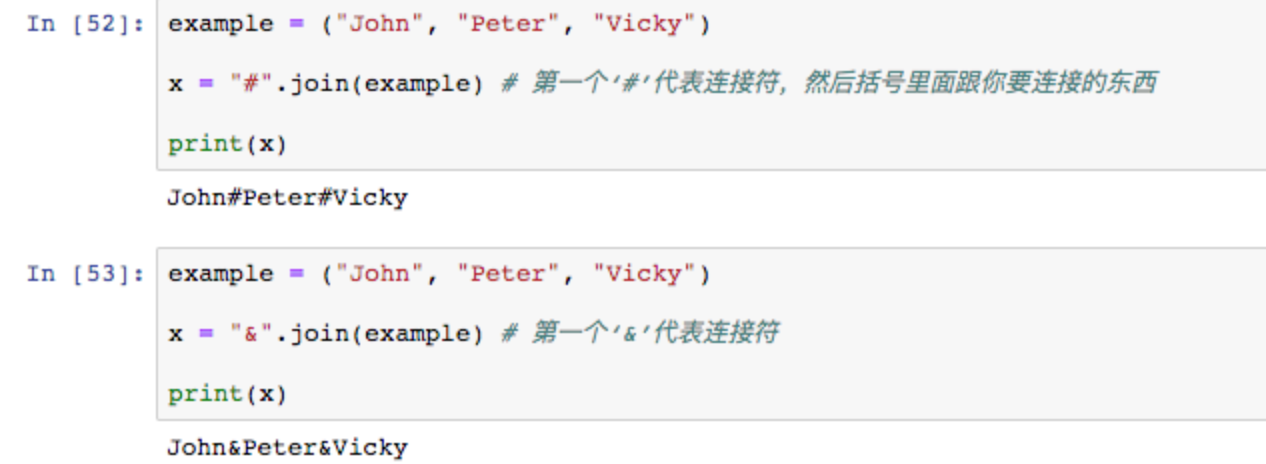 In [52]: example = ("John", "Peter", "Vicky")
x = "#".join(example) # 第一个‘#’代表连接符，然后括号里面跟你要连接的东西
print(x)
John#Peter#Vicky
In [53]: example = ("John", "Peter", "Vicky")
x = "&".join(example) # 第一个‘&’代表连接符
print(x)
John&Peter&Vicky